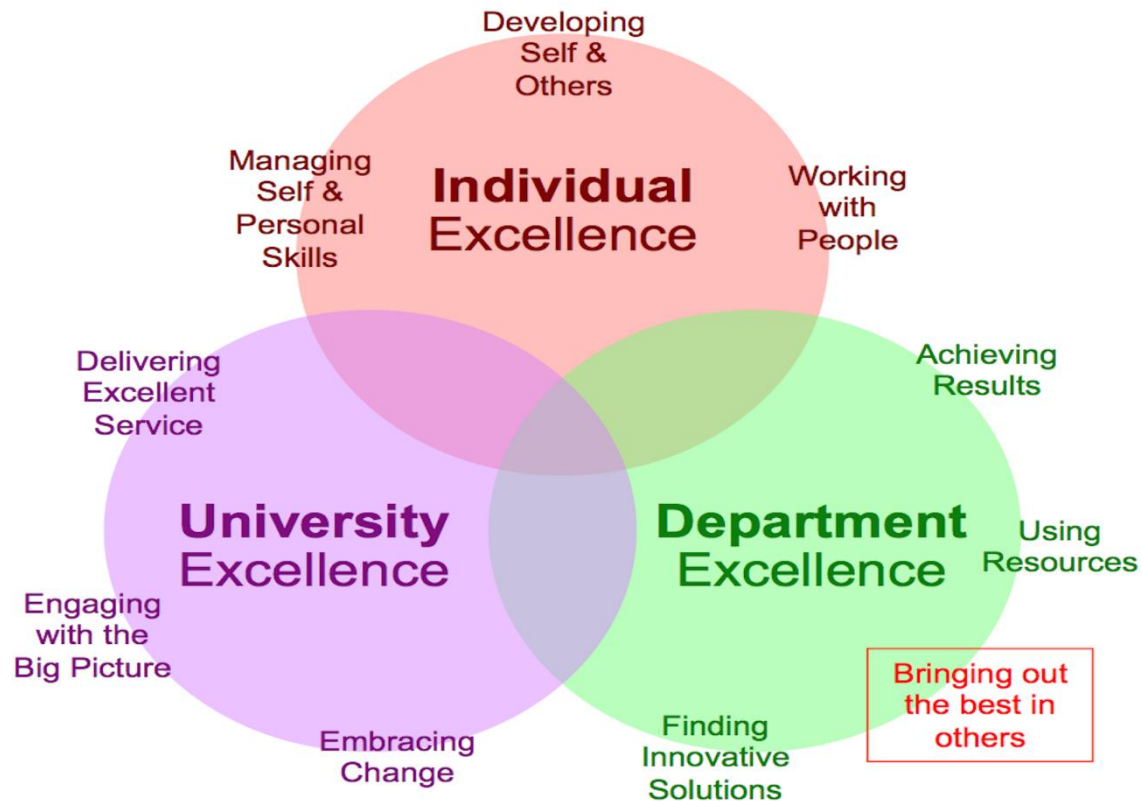 Developing
Self &
Others
Managing
Self &
Personal
Skills
Individual
Excellence
Working
with
People
Delivering
Excellent
Service
Achieving
Results
University
Excellence
Department
Excellence
Using
Resources
Engaging
with the
Big Picture
Bringing out
the best in
others
Embracing
Change
Finding
Innovative
Solutions